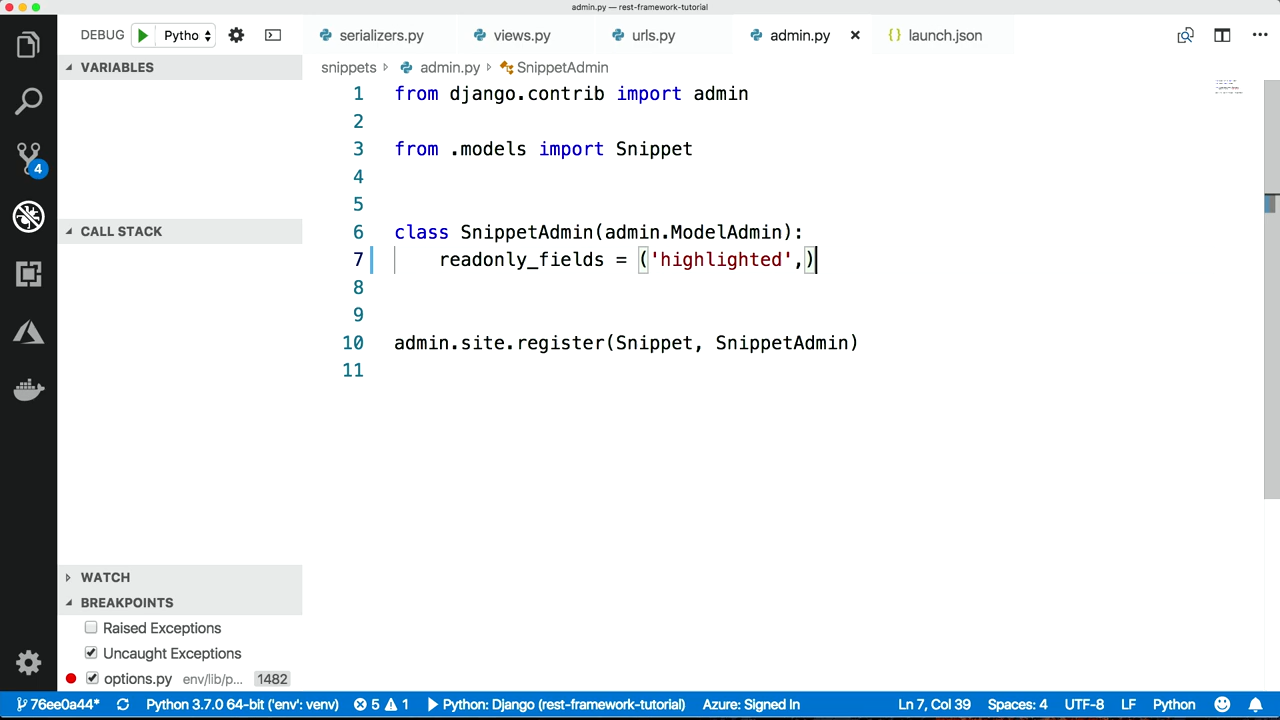 admin.py — rest-framework-tutorial
DEBUG Pytho
serializers.py views.py urls.py admin.py launch.json
VARIABLES
snippets admin.py SnippetAdmin
1 from django.contrib import admin
2
3 from .models import Snippet
4
5
CALL STACK
6 class SnippetAdmin(admin.ModelAdmin):
7 readonly_fields = ('highlighted',)
8
9
10 admin.site.register(Snippet, SnippetAdmin)
11
4
WATCH
BREAKPOINTS
Raised Exceptions
Uncaught Exceptions
options.py env/lib/p... 1482
76ee0a44* Python 3.7.0 64-bit ('env': venv) 5 1 Python: Django (rest-framework-tutorial) Azure: Signed In Ln 7, Col 39 Spaces: 4 UTF-8 LF Python